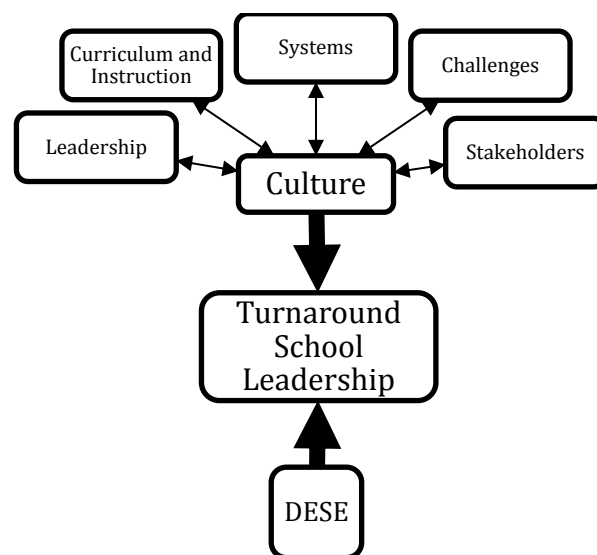 Curriculum and
Instruction
Systems
Challenges
Leadership
Stakeholders
Culture
Turnaround
School
Leadership
DESE